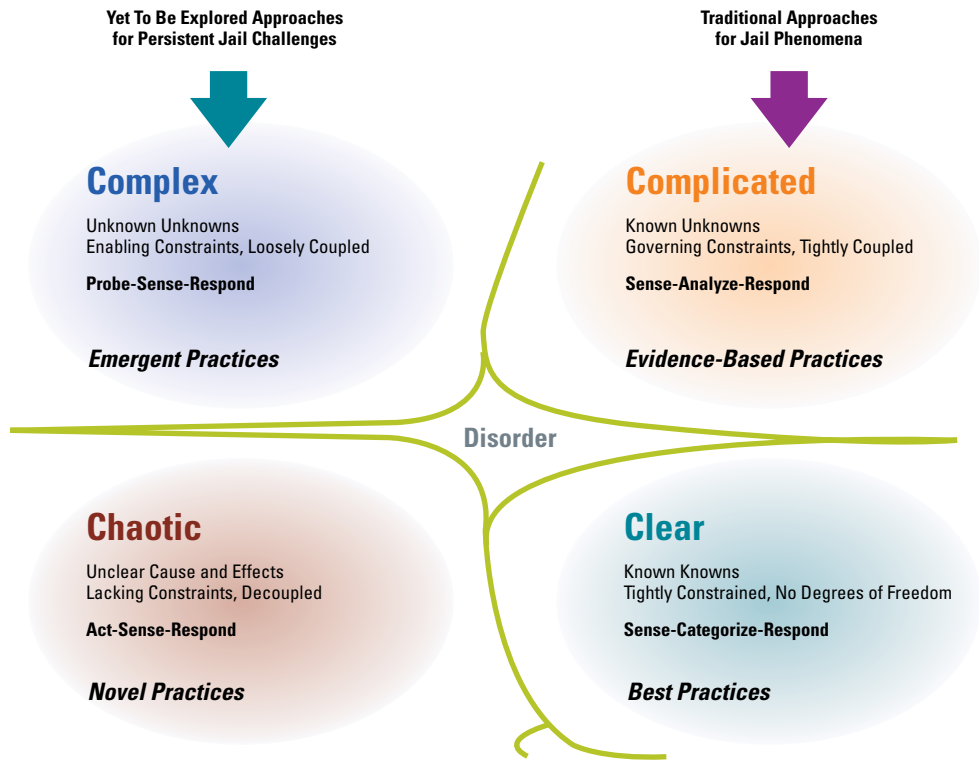 Yet To Be Explored Approaches
for Persistent Jail Challenges
Traditional Approaches
for Jail Phenomena
Complex
Unknown Unknowns
Enabling Constraints, Loosely Coupled
Probe-Sense-Respond
Emergent Practices
Complicated
Known Unknowns
Governing Constraints, Tightly Coupled
Sense-Analyze-Respond
Evidence-Based Practices
Disorder
Chaotic
Unclear Cause and Effects
Lacking Constraints, Decoupled
Act-Sense-Respond
Novel Practices
Clear
Known Knowns
Tightly Constrained, No Degrees of Freedom
Sense-Categorize-Respond
Best Practices